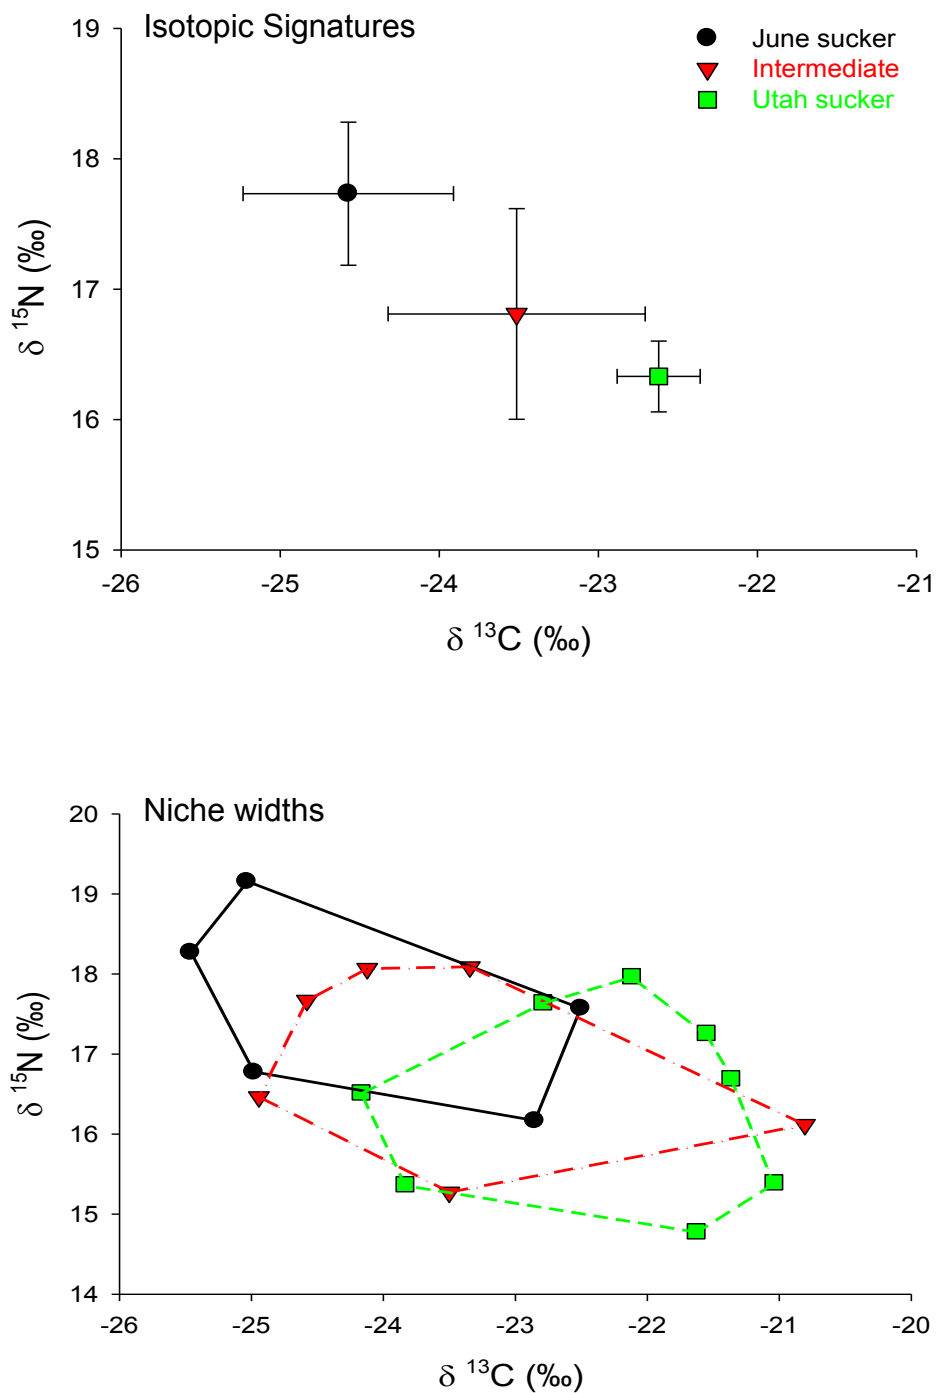 Isotopic Signatures
June sucker
Intermediate
Utah sucker
19
18
17
16
15
δ ¹⁵N (‰)
-26 -25 -24 -23 -22 -21
δ ¹³C (‰)
Niche widths
20
19
18
17
16
15
14
δ ¹⁵N (‰)
-26 -25 -24 -23 -22 -21 -20
δ ¹³C (‰)